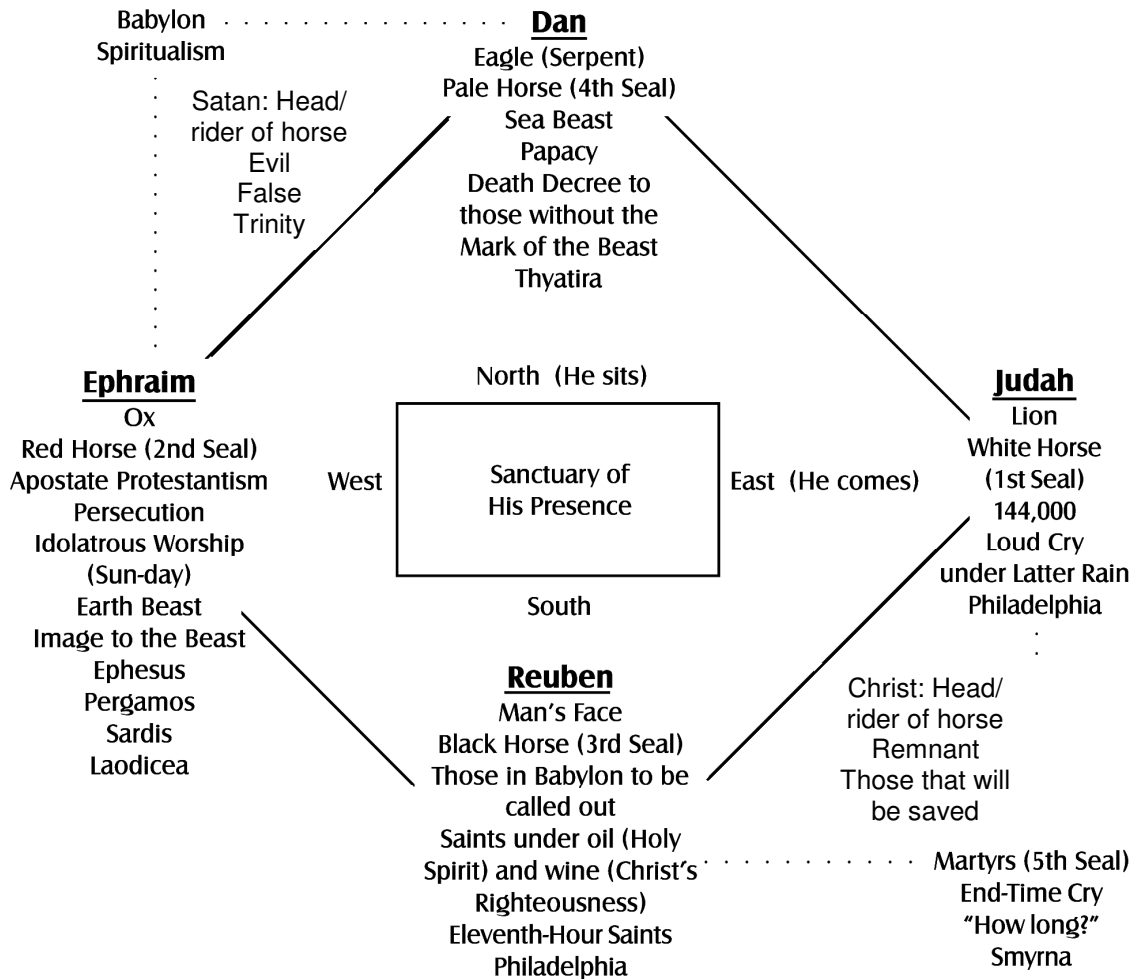 Babylon
Spiritualism
Dan
Eagle (Serpent)
Pale Horse (4th Seal)
Sea Beast
Papacy
Death Decree to
those without the
Mark of the Beast
Thyatira
Satan: Head/
rider of horse
Evil
False
Trinity
Ephraim
Ox
Red Horse (2nd Seal)
Apostate Protestantism
Persecution
Idolatrous Worship
(Sun-day)
Earth Beast
Image to the Beast
Ephesus
Pergamos
Sardis
Laodicea
North (He sits)
West
Sanctuary of
His Presence
East (He comes)
South
Judah
Lion
White Horse
(1st Seal)
144,000
Loud Cry
under Latter Rain
Philadelphia
Reuben
Man's Face
Black Horse (3rd Seal)
Those in Babylon to be
called out
Saints under oil (Holy
Spirit) and wine (Christ's
Righteousness)
Eleventh-Hour Saints
Philadelphia
Christ: Head/
rider of horse
Remnant
Those that will
be saved
Martyrs (5th Seal)
End-Time Cry
"How long?"
Smyrna